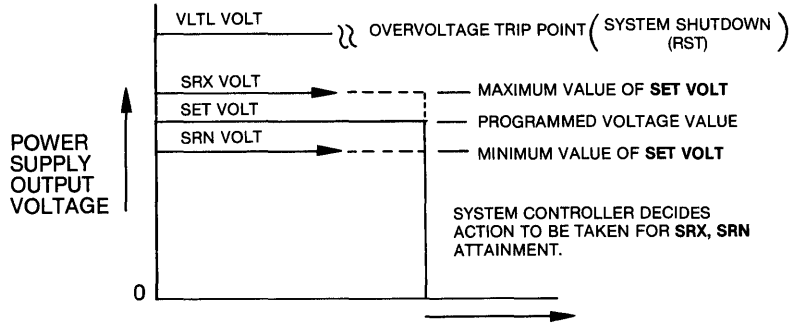 VLTL VOLT
OVERVOLTAGE TRIP POINT ( SYSTEM SHUTDOWN (RST) )
SRX VOLT
MAXIMUM VALUE OF SET VOLT
SET VOLT
PROGRAMMED VOLTAGE VALUE
SRN VOLT
MINIMUM VALUE OF SET VOLT
POWER
SUPPLY
OUTPUT
VOLTAGE
SYSTEM CONTROLLER DECIDES
ACTION TO BE TAKEN FOR SRX, SRN
ATTAINMENT.
0